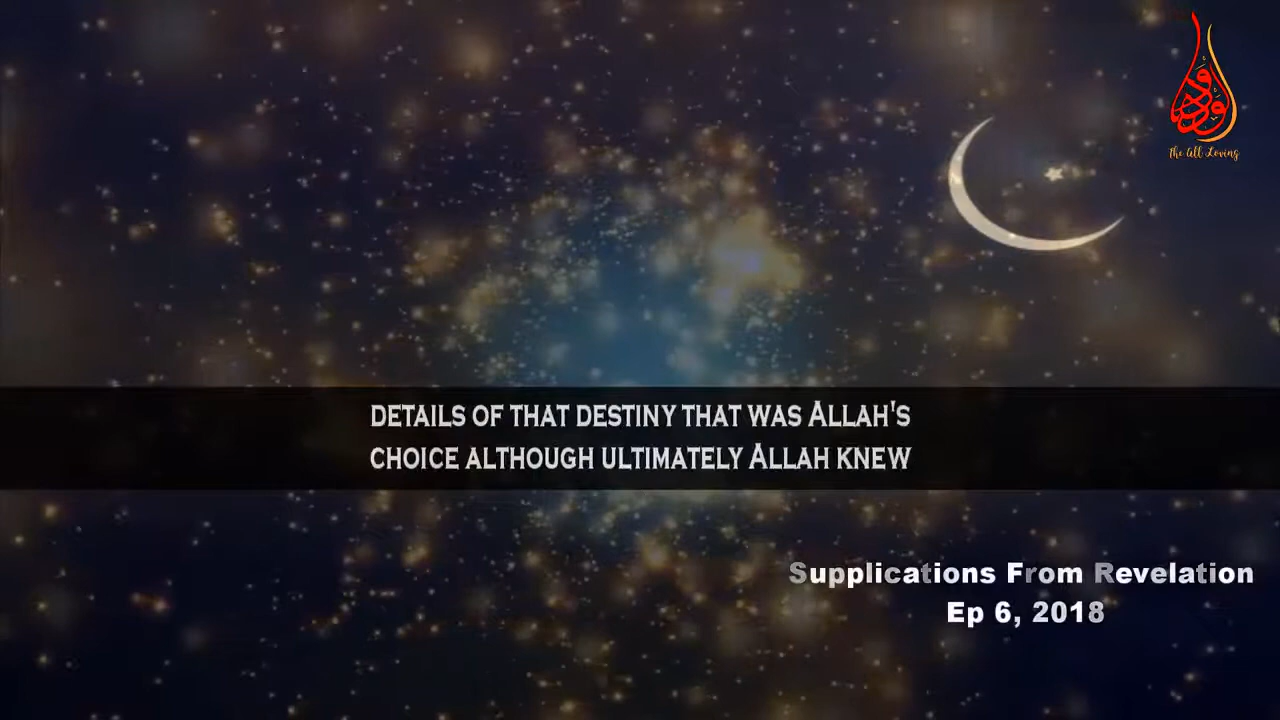 الودود
The All Loving
DETAILS OF THAT DESTINY THAT WAS ALLAH'S
CHOICE ALTHOUGH ULTIMATELY ALLAH KNEW
Supplications From Revelation
Ep 6, 2018